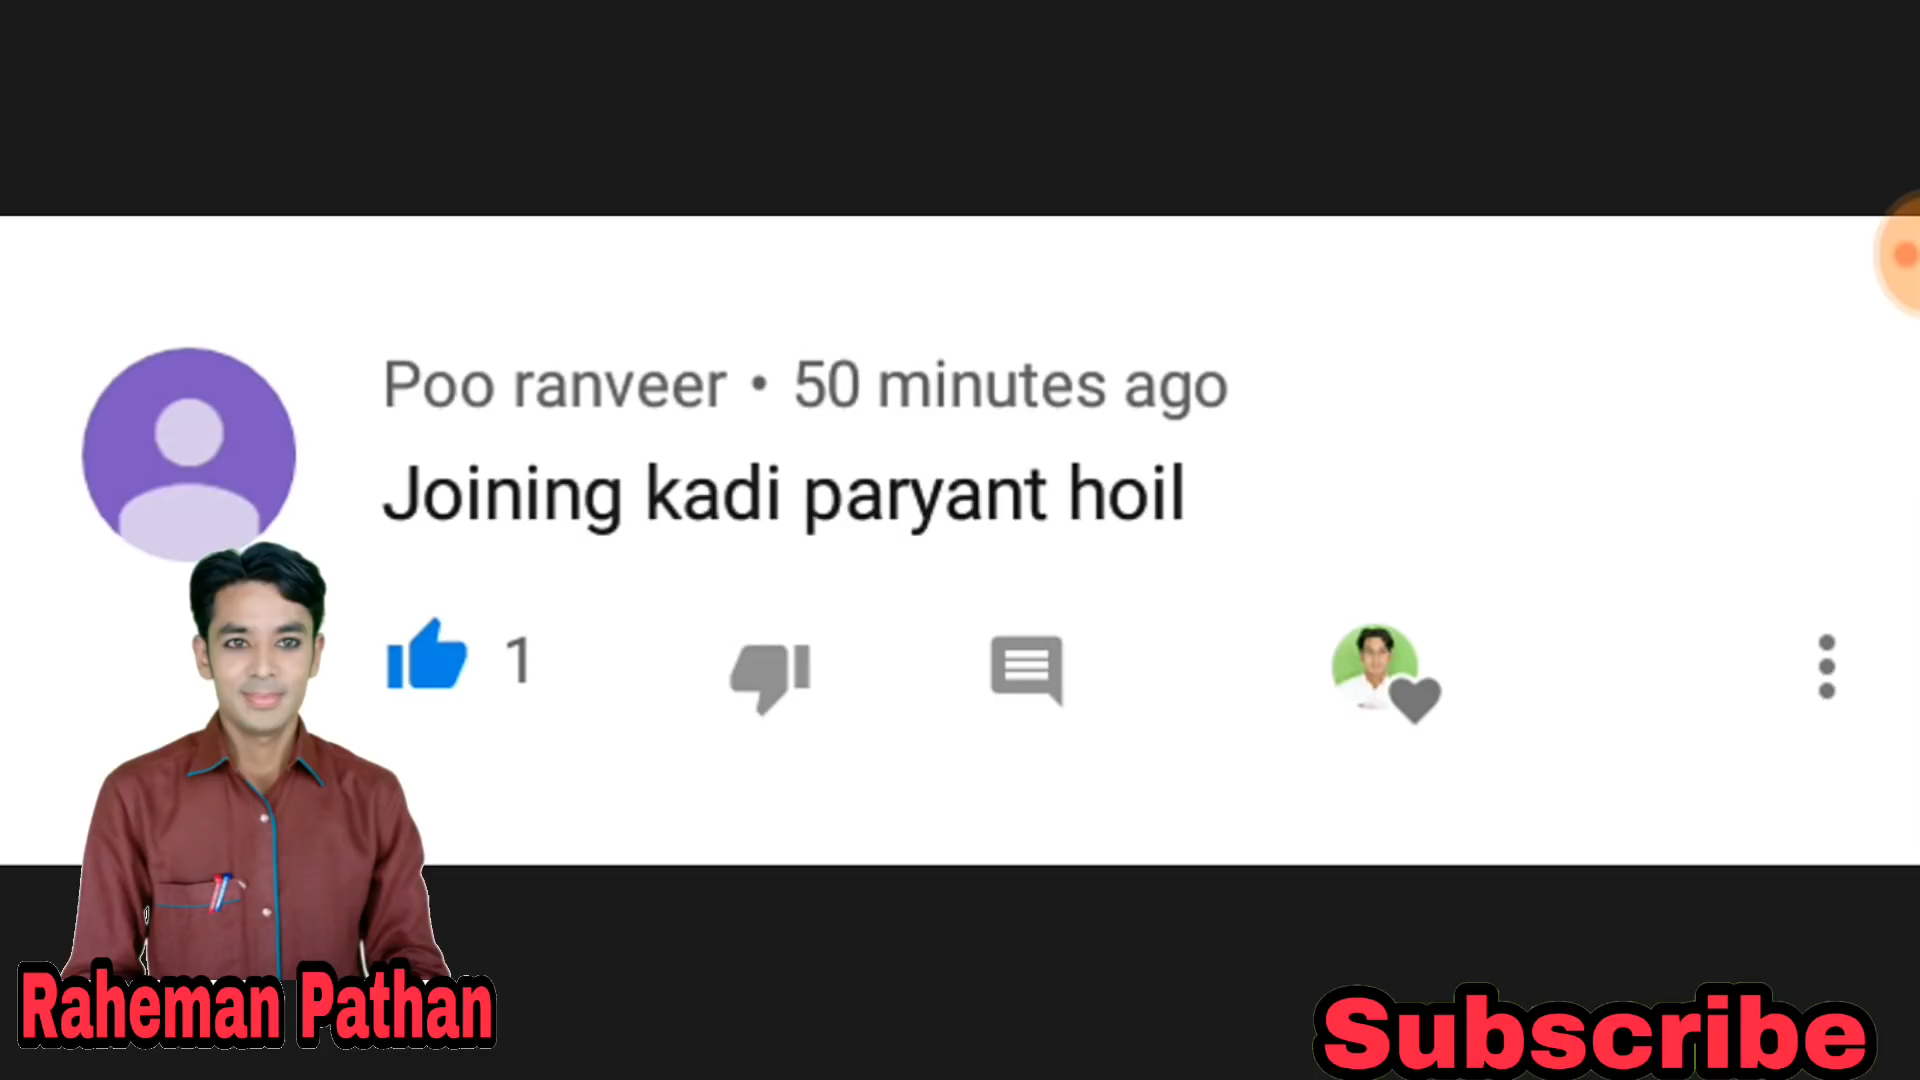 Poo ranveer • 50 minutes ago
Joining kadi paryant hoil
1
Raheman Pathan
Subscribe